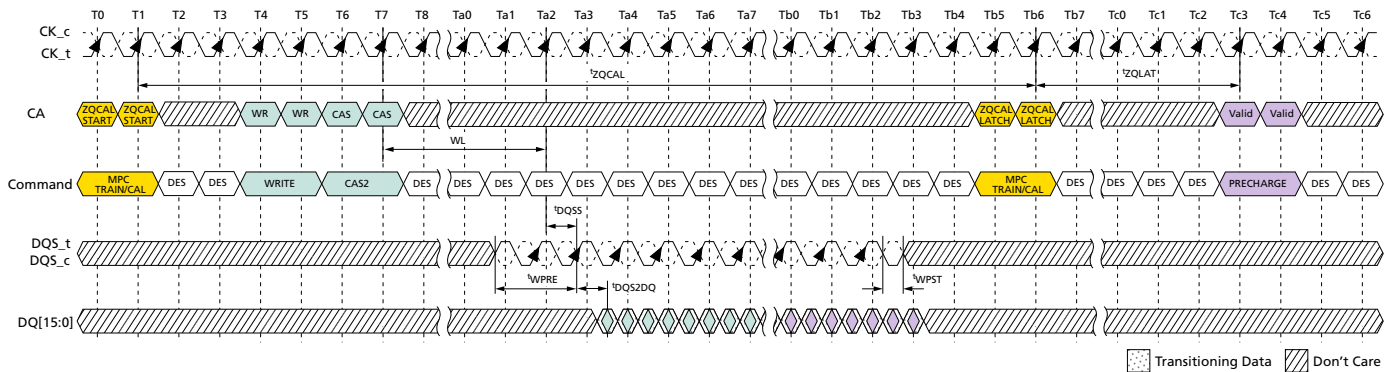 T0 T1 T2 T3 T4 T5 T6 T7 T8 Ta0 Ta1 Ta2 Ta3 Ta4 Ta5 Ta6 Ta7 Tb0 Tb1 Tb2 Tb3 Tb4 Tb5 Tb6 Tb7 Tc0 Tc1 Tc2 Tc3 Tc4 Tc5 Tc6
CK_c
CK_t
tZQCAL tZQLAT
CA ZQCAL START ZQCAL START WR WR CAS CAS ZQCAL LATCH ZQCAL LATCH Valid Valid
WL
Command MPC TRAIN/CAL DES DES WRITE CAS2 DES DES DES DES DES DES DES DES DES DES DES DES DES DES MPC TRAIN/CAL DES DES DES DES PRECHARGE DES DES
tDQSS
DQS_t
DQS_c
tWPRE tDQS2DQ tWPST
DQ[15:0]
Transitioning Data Don't Care